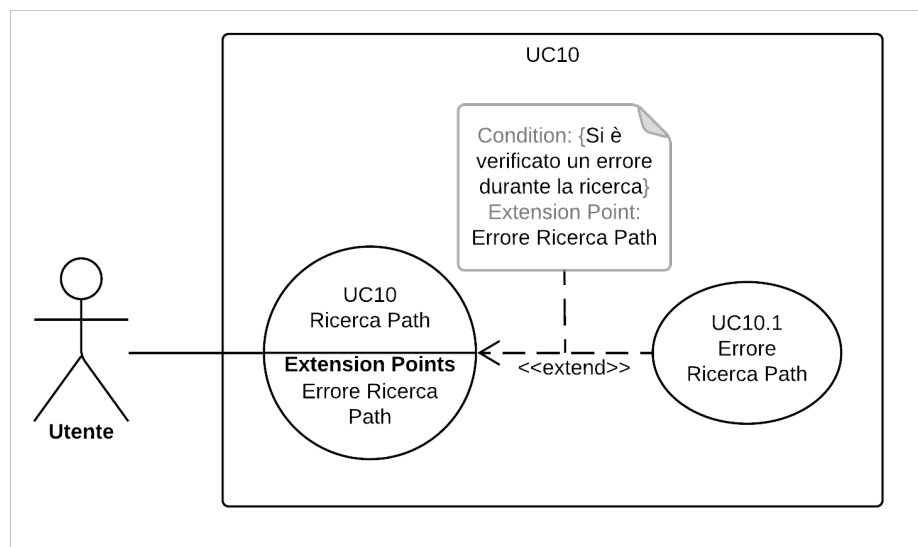 UC10
Condition: {Si è
verificato un errore
durante la ricerca}
Extension Point:
Errore Ricerca Path
UC10
Ricerca Path
Extension Points
Errore Ricerca
Path
<<extend>>
UC10.1
Errore
Ricerca Path
Utente